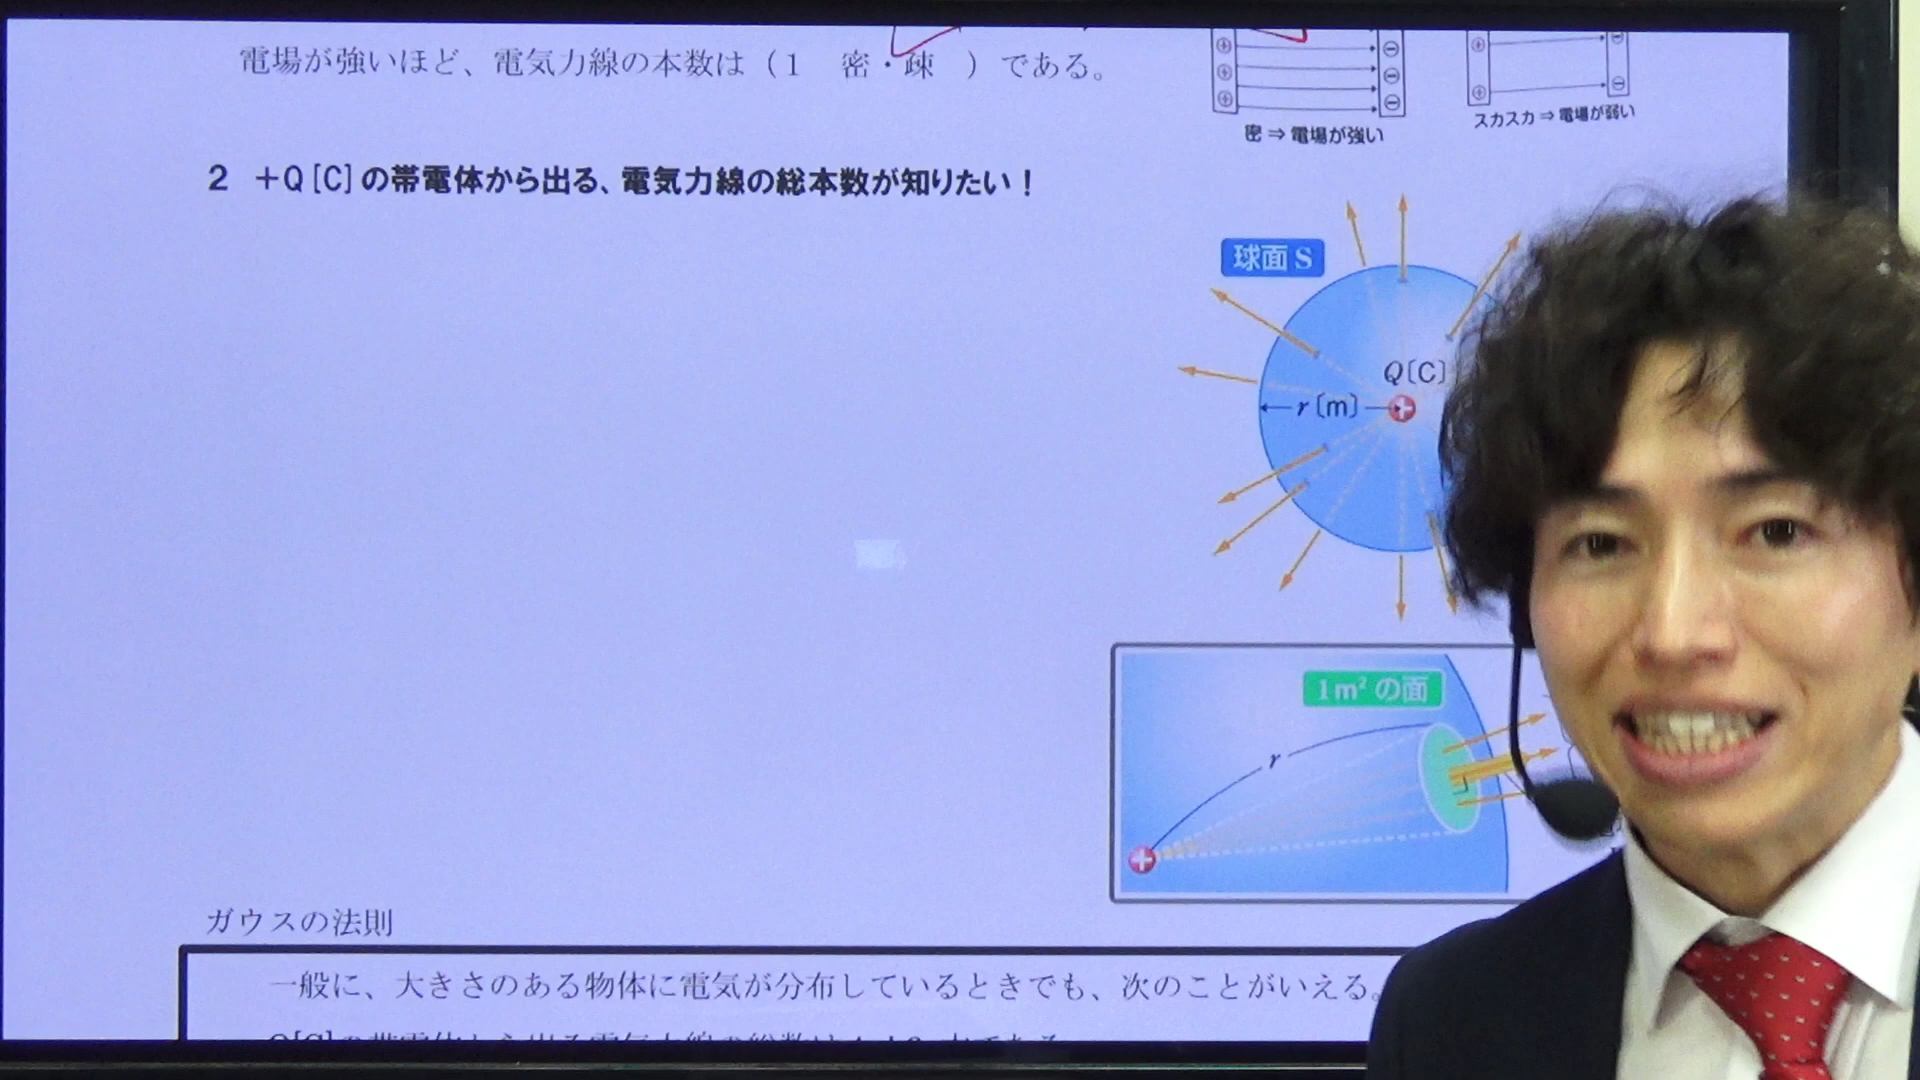 電場が強いほど、電気力線の本数は（1　密・疎　）である。
密⇒電場が強い
スカスカ⇒電場が弱い
2　＋Q[C]の帯電体から出る、電気力線の総本数が知りたい！
球面 S
Q〔C〕
r〔m〕
1m² の面
r
ガウスの法則
一般に、大きさのある物体に電気が分布しているときでも、次のことがいえる。